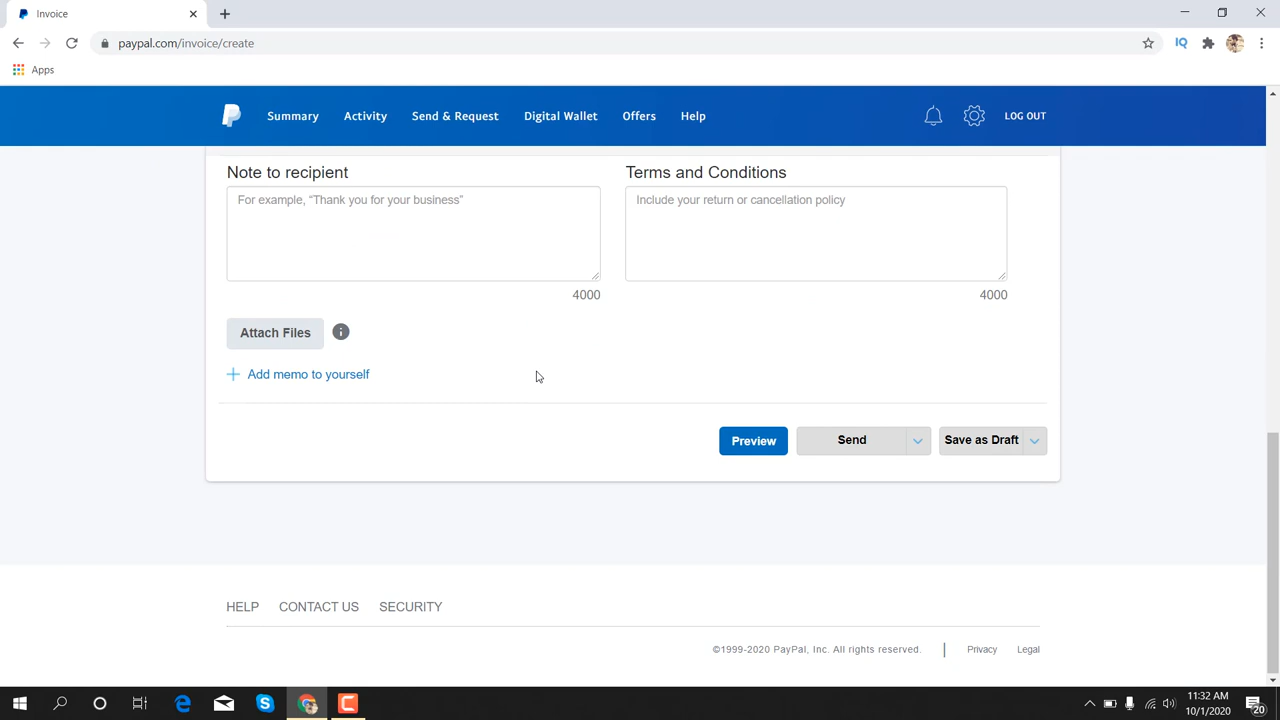 Invoice
paypal.com/invoice/create
IQ
Apps
Summary
Activity
Send & Request
Digital Wallet
Offers
Help
LOG OUT
Note to recipient
Terms and Conditions
For example, “Thank you for your business”
Include your return or cancellation policy
4000
4000
Attach Files
Add memo to yourself
Preview
Send
Save as Draft
HELP
CONTACT US
SECURITY
©1999-2020 PayPal, Inc. All rights reserved.
Privacy
Legal
11:32 AM
10/1/2020
20